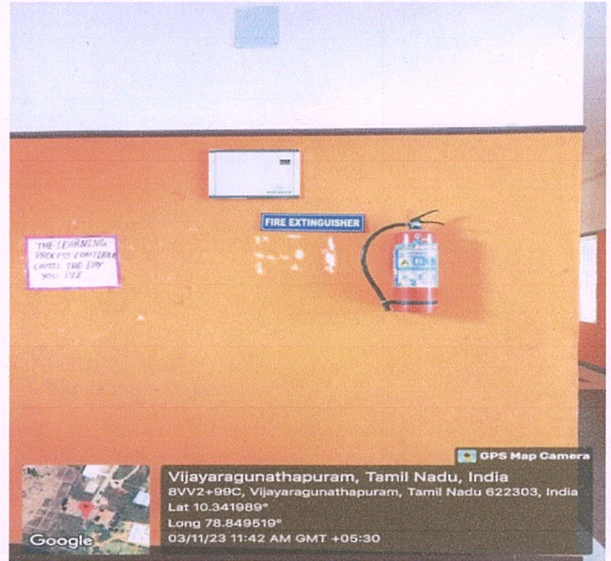 FIRE EXTINGUISHER
THE LEARNING
PROCESS CONTINUE
UNTIL THE DAY
YOU DIE
GPS Map Camera
Vijayaragunathapuram, Tamil Nadu, India
8VV2+99C, Vijayaragunathapuram, Tamil Nadu 622303, India
Lat 10.341989°
Long 78.849519°
03/11/23 11:42 AM GMT +05:30
Google